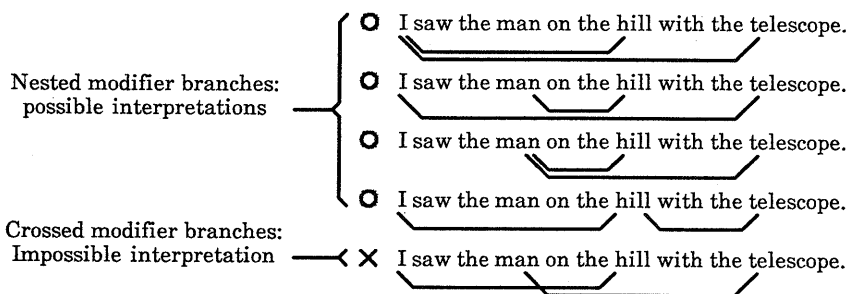 O I saw the man on the hill with the telescope.
Nested modifier branches:
possible interpretations
O I saw the man on the hill with the telescope.
O I saw the man on the hill with the telescope.
O I saw the man on the hill with the telescope.
Crossed modifier branches:
Impossible interpretation
X I saw the man on the hill with the telescope.